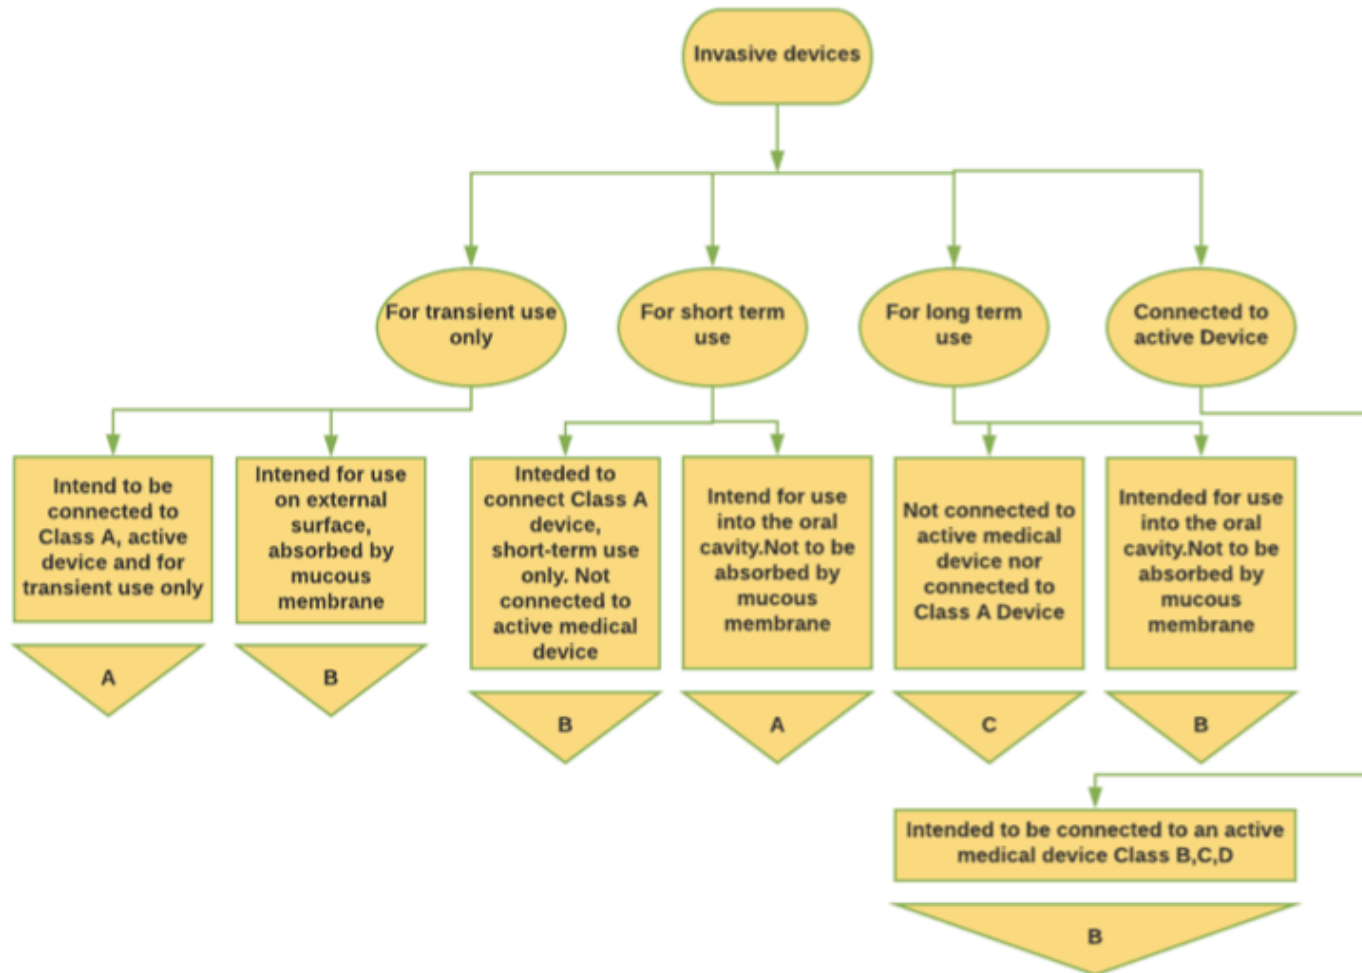 Invasive devices
For transient use
only
For short term
use
For long term
use
Connected to
active Device
Intend to be
connected to
Class A, active
device and for
transient use only
Intened for use
on external
surface,
absorbed by
mucous
membrane
Inteded to
connect Class A
device,
short-term use
only. Not
connected to
active medical
device
Intend for use
into the oral
cavity.Not to be
absorbed by
mucous
membrane
Not connected to
active medical
device nor
connected to
Class A Device
Intended for use
into the oral
cavity.Not to be
absorbed by
mucous
membrane
A
B
B
A
C
B
Intended to be connected to an active
medical device Class B,C,D
B